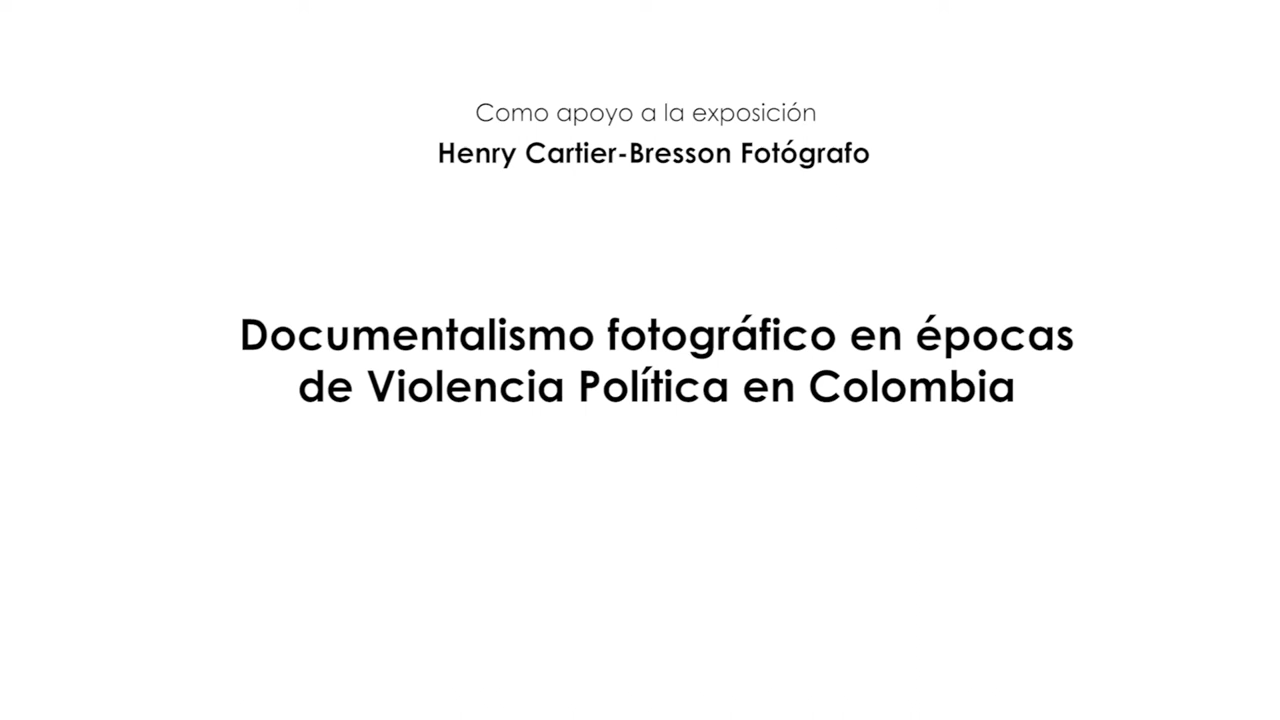 Como apoyo a la exposición
Henry Cartier-Bresson Fotógrafo
Documentalismo fotográfico en épocas
de Violencia Política en Colombia